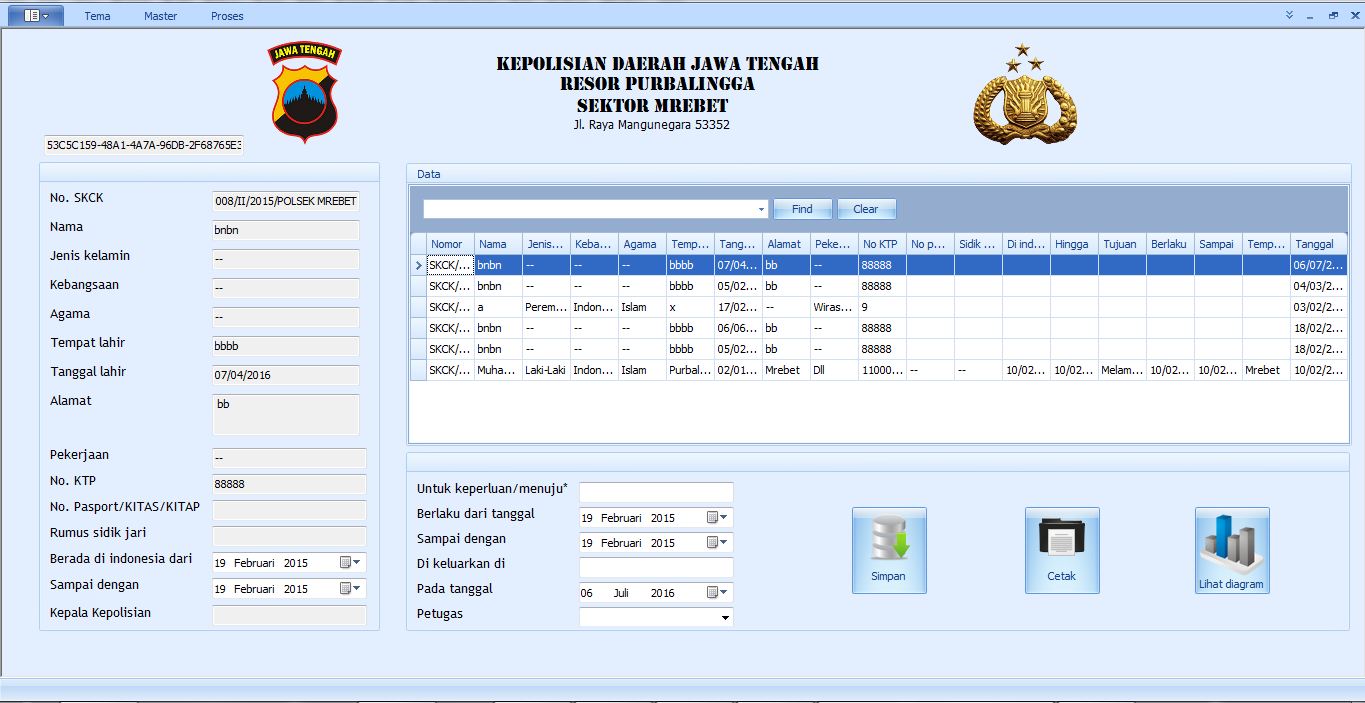 Tema Master Proses
JAWA TENGAH
KEPOLISIAN DAERAH JAWA TENGAH
RESOR PURBALINGGA
SEKTOR MREBET
Jl. Raya Mangunegara 53352
53C5C159-48A1-4A7A-96DB-2F68765E3
No. SKCK 008/II/2015/POLSEK MREBET
Nama bnbn
Jenis kelamin --
Kebangsaan --
Agama --
Tempat lahir bbbb
Tanggal lahir 07/04/2016
Alamat bb
Pekerjaan --
No. KTP 88888
No. Pasport/KITAS/KITAP
Rumus sidik jari
Berada di indonesia dari 19 Februari 2015
Sampai dengan 19 Februari 2015
Kepala Kepolisian
Data
Find Clear
Nomor Nama Jenis... Keba... Agama Temp... Tang... Alamat Peke... No KTP No p... Sidik ... Di ind... Hingga Tujuan Berlaku Sampai Temp... Tanggal
SKCK/... bnbn -- -- -- bbbb 07/04... bb -- 88888 06/07/2...
SKCK/... bnbn -- -- -- bbbb 05/02... bb -- 88888 04/03/2...
SKCK/... a Perem... Indon... Islam x 17/02... -- Wiras... 9 03/02/2...
SKCK/... bnbn -- -- -- bbbb 06/06... bb -- 88888 18/02/2...
SKCK/... bnbn -- -- -- bbbb 05/02... bb -- 88888 18/02/2...
SKCK/... Muha... Laki-Laki Indon... Islam Purbal... 02/01... Mrebet Dll 11000... -- -- 10/02... 10/02... Melam... 10/02... 10/02... Mrebet 10/02/2...
Untuk keperluan/menuju*
Berlaku dari tanggal 19 Februari 2015
Sampai dengan 19 Februari 2015
Di keluarkan di
Pada tanggal 06 Juli 2016
Petugas
Simpan
Cetak
Lihat diagram